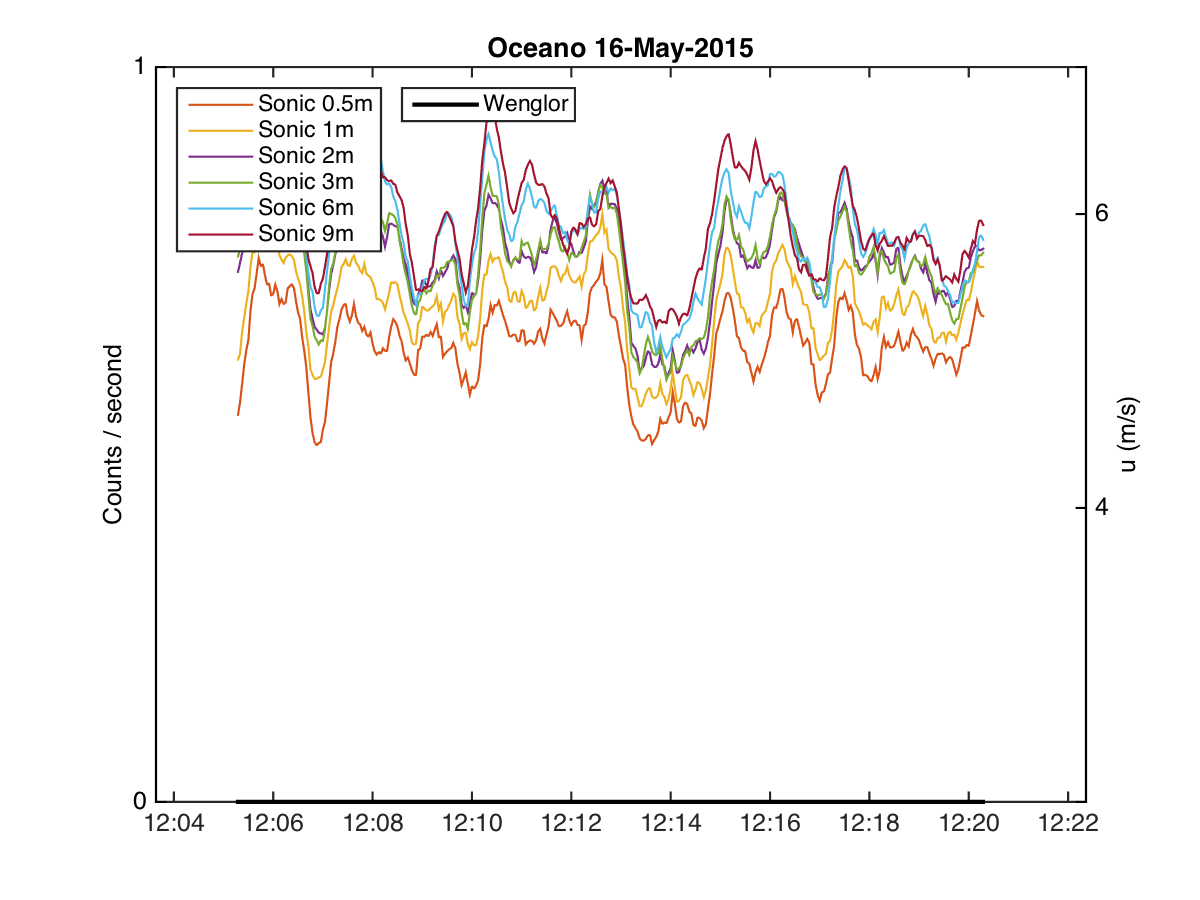 Oceano 16-May-2015
1
Sonic 0.5m
Sonic 1m
Sonic 2m
Sonic 3m
Sonic 6m
Sonic 9m
Wenglor
6
Counts / second
u (m/s)
4
0
12:04 12:06 12:08 12:10 12:12 12:14 12:16 12:18 12:20 12:22